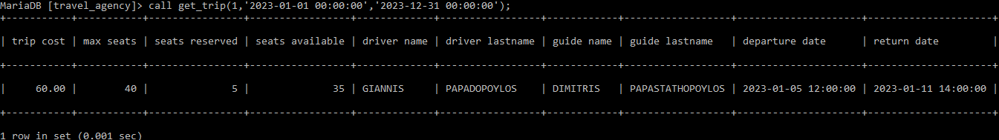 MariaDB [travel_agency]> call get_trip(1,'2023-01-01 00:00:00','2023-12-31 00:00:00');
+-----------+-----------+----------------+-----------------+-------------+-----------------+------------+------------------+---------------------+---------------------+
| trip cost | max seats | seats reserved | seats available | driver name | driver lastname | guide name | guide lastname   | departure date      | return date         |
+-----------+-----------+----------------+-----------------+-------------+-----------------+------------+------------------+---------------------+---------------------+
|     60.00 |        40 |              5 |              35 | GIANNIS     | PAPADOPOYLOS    | DIMITRIS   | PAPASTATHOPOYLOS | 2023-01-05 12:00:00 | 2023-01-11 14:00:00 |
+-----------+-----------+----------------+-----------------+-------------+-----------------+------------+------------------+---------------------+---------------------+
1 row in set (0.001 sec)